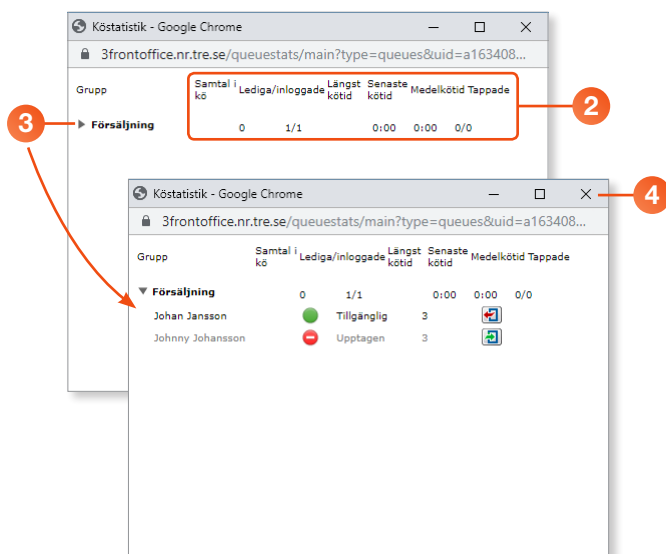 Köstatistik - Google Chrome
3frontoffice.nr.tre.se/queuestats/main?type=queues&uid=a163408...
Grupp Samtal i kö Lediga/inloggade Längst kötid Senaste kötid Medelkötid Tappade
2
3
Försäljning 0 1/1 0:00 0:00 0/0
Köstatistik - Google Chrome
4
3frontoffice.nr.tre.se/queuestats/main?type=queues&uid=a163408...
Grupp Samtal i kö Lediga/inloggade Längst kötid Senaste kötid Medelkötid Tappade
Försäljning 0 1/1 0:00 0:00 0/0
Johan Jansson Tillgänglig 3
Johnny Johansson Upptagen 3